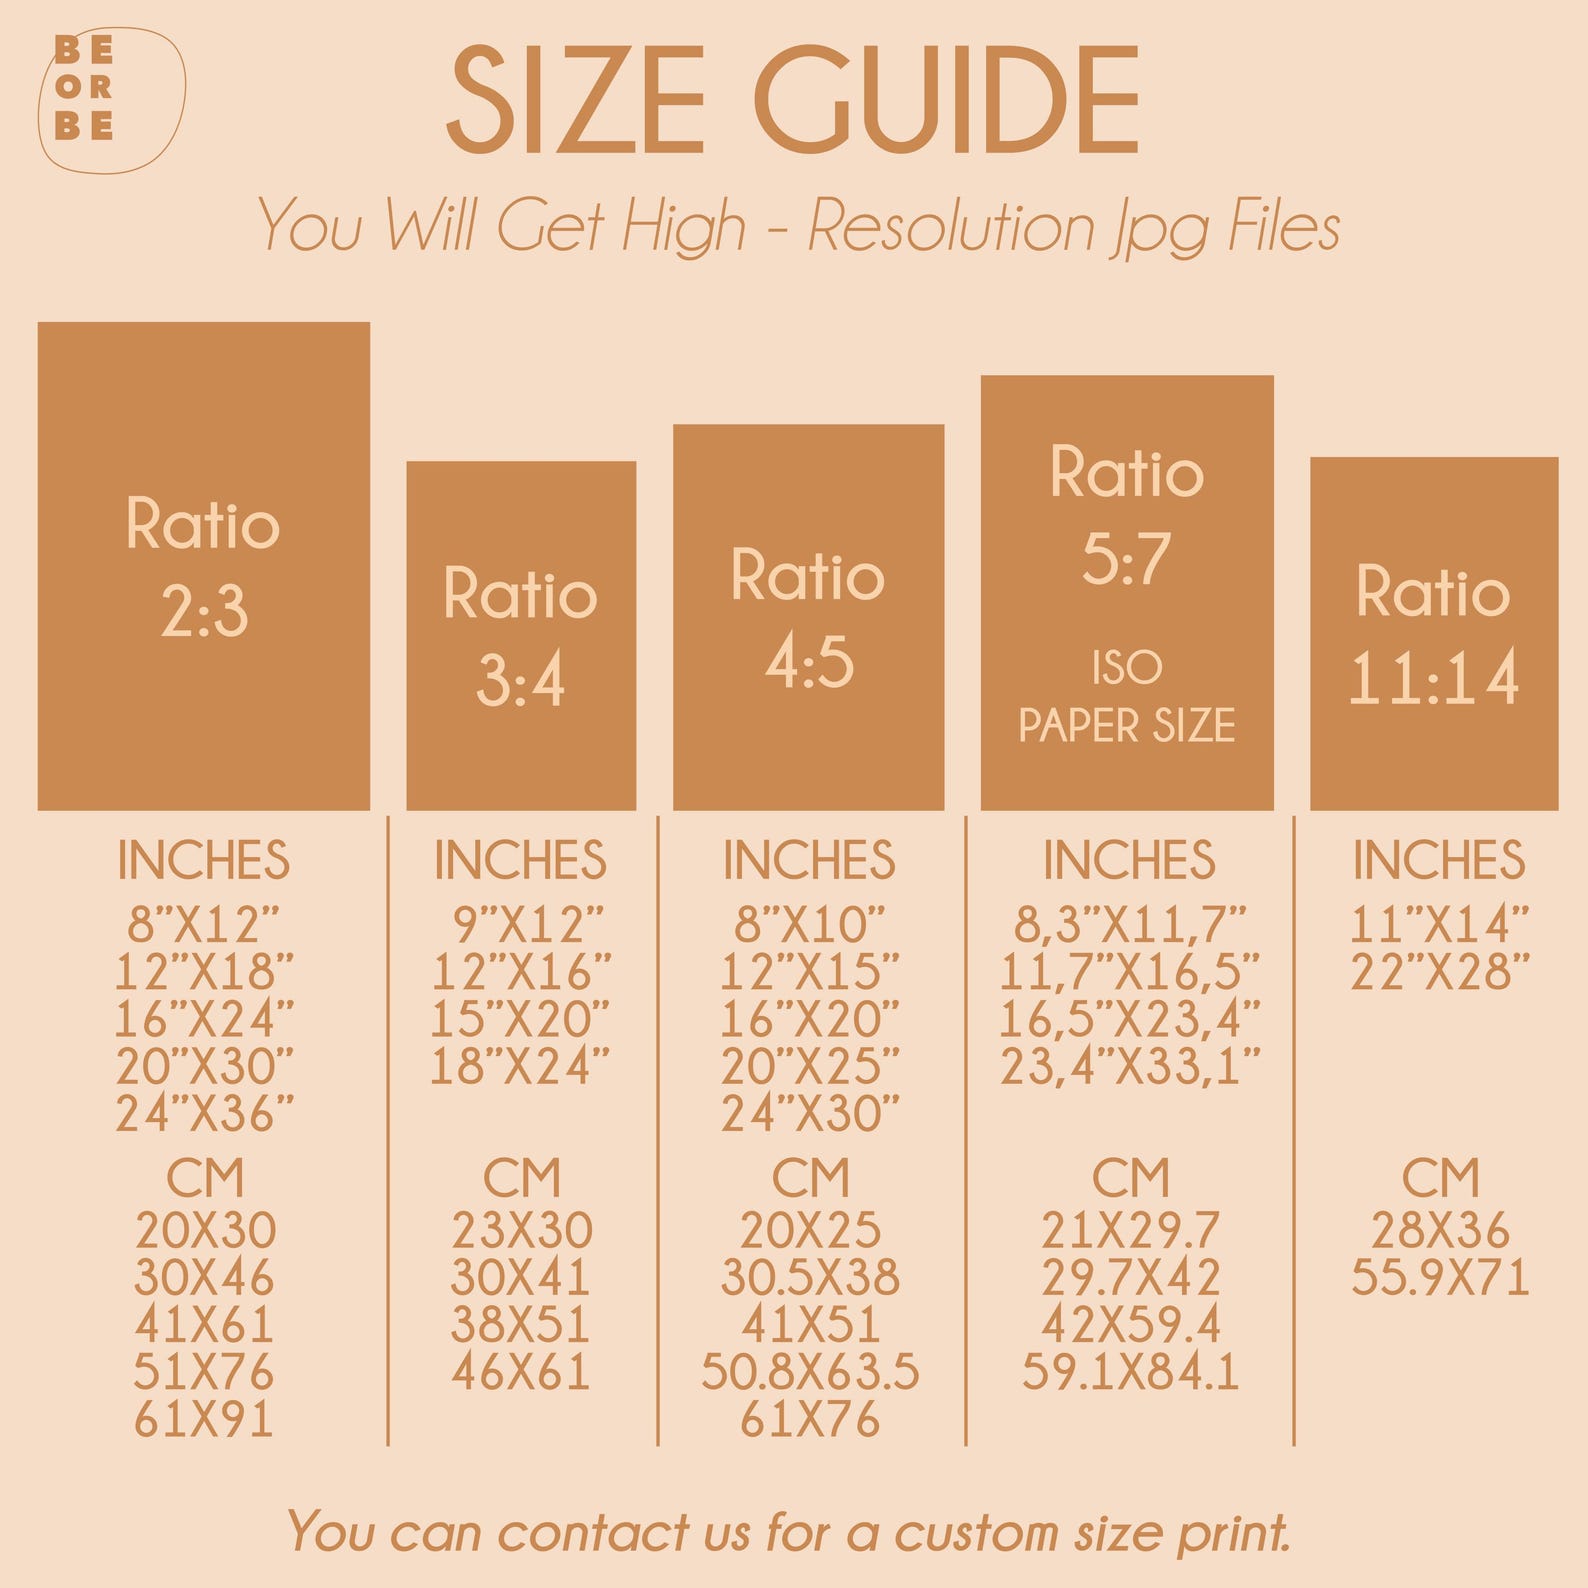 BE
OR
BE
SIZE GUIDE
You Will Get High - Resolution Jpg Files
Ratio
2:3
INCHES
8”X12”
12”X18”
16”X24”
20”X30”
24”X36”
CM
20X30
30X46
41X61
51X76
61X91
Ratio
3:4
INCHES
9”X12”
12”X16”
15”X20”
18”X24”
CM
23X30
30X41
38X51
46X61
Ratio
4:5
INCHES
8”X10”
12”X15”
16”X20”
20”X25”
24”X30”
CM
20X25
30.5X38
41X51
50.8X63.5
61X76
Ratio
5:7
ISO
PAPER SIZE
INCHES
8,3”X11,7”
11,7”X16,5”
16,5”X23,4”
23,4”X33,1”
CM
21X29.7
29.7X42
42X59.4
59.1X84.1
Ratio
11:14
INCHES
11”X14”
22”X28”
CM
28X36
55.9X71
You can contact us for a custom size print.